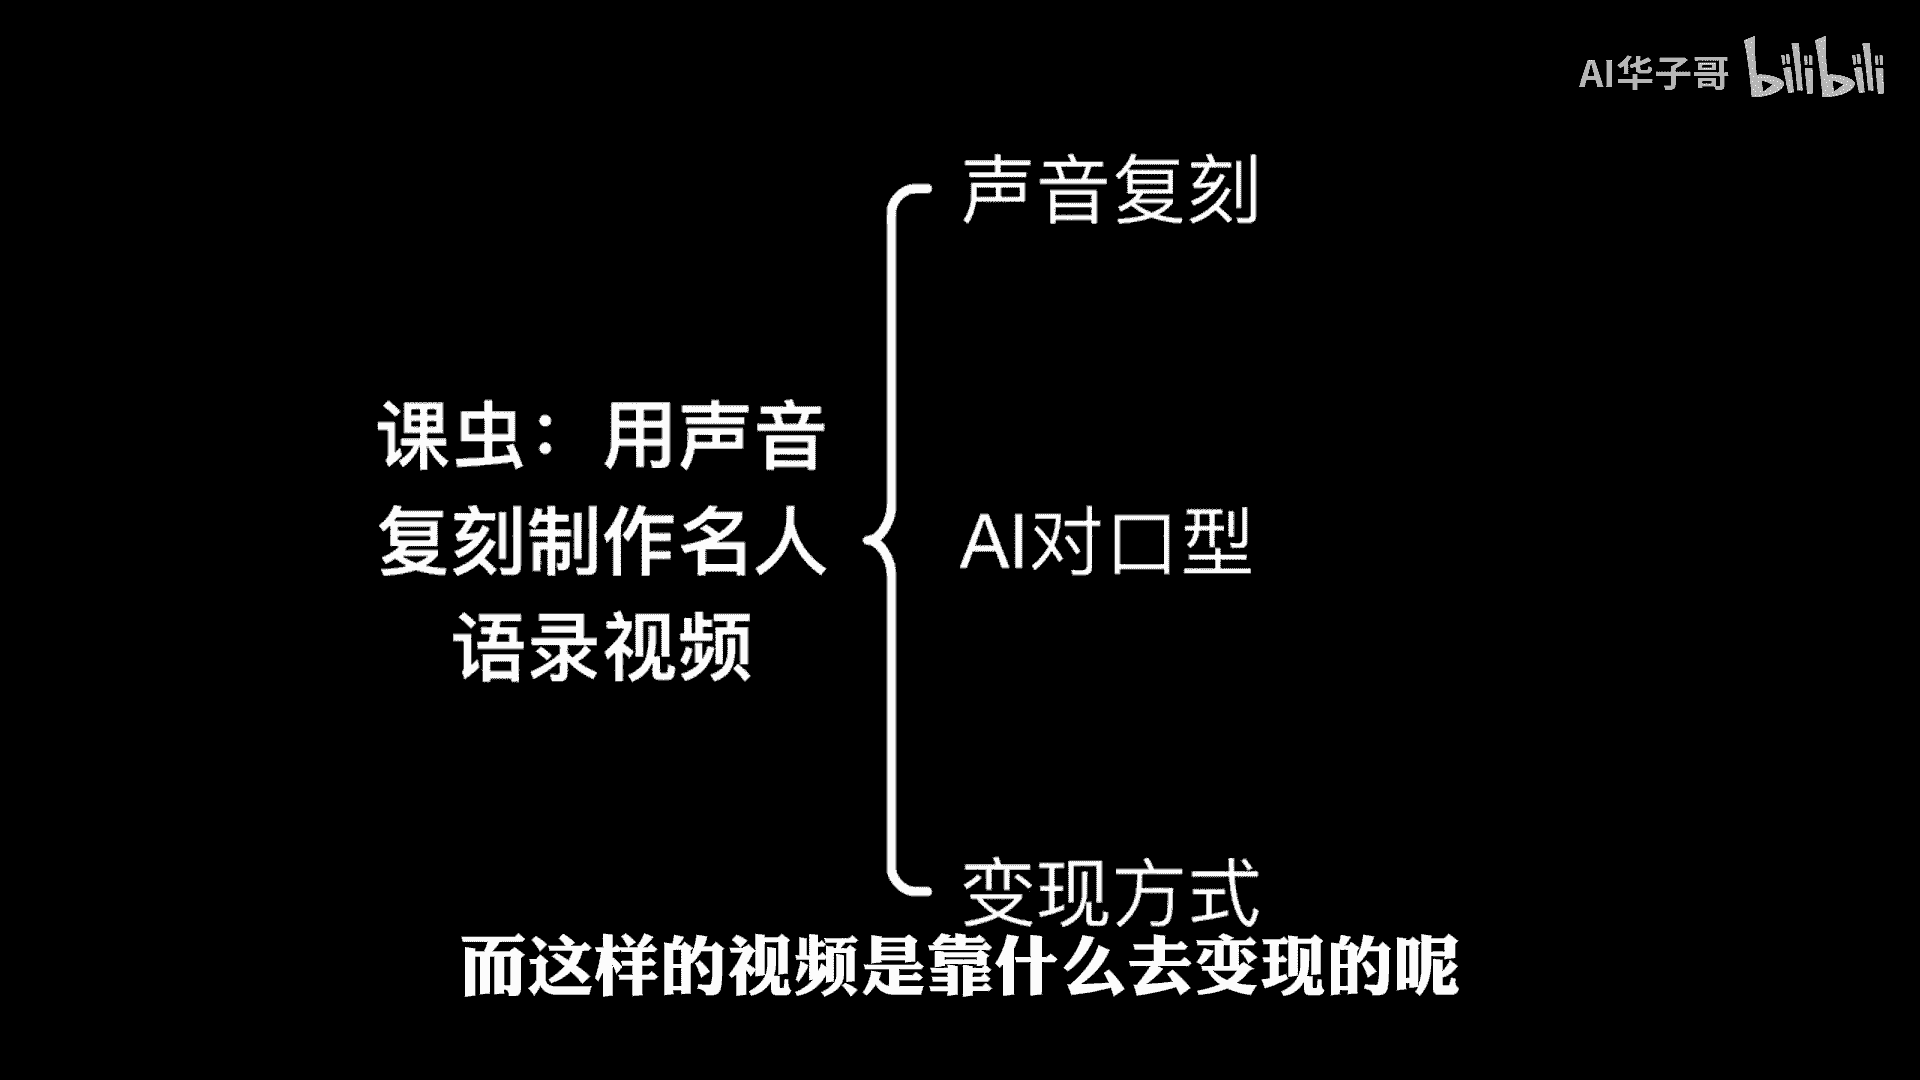 AI华子哥 bilibili
声音复刻
课虫：用声音
复刻制作名人
语录视频
AI对口型
变现方式
而这样的视频是靠什么去变现的呢